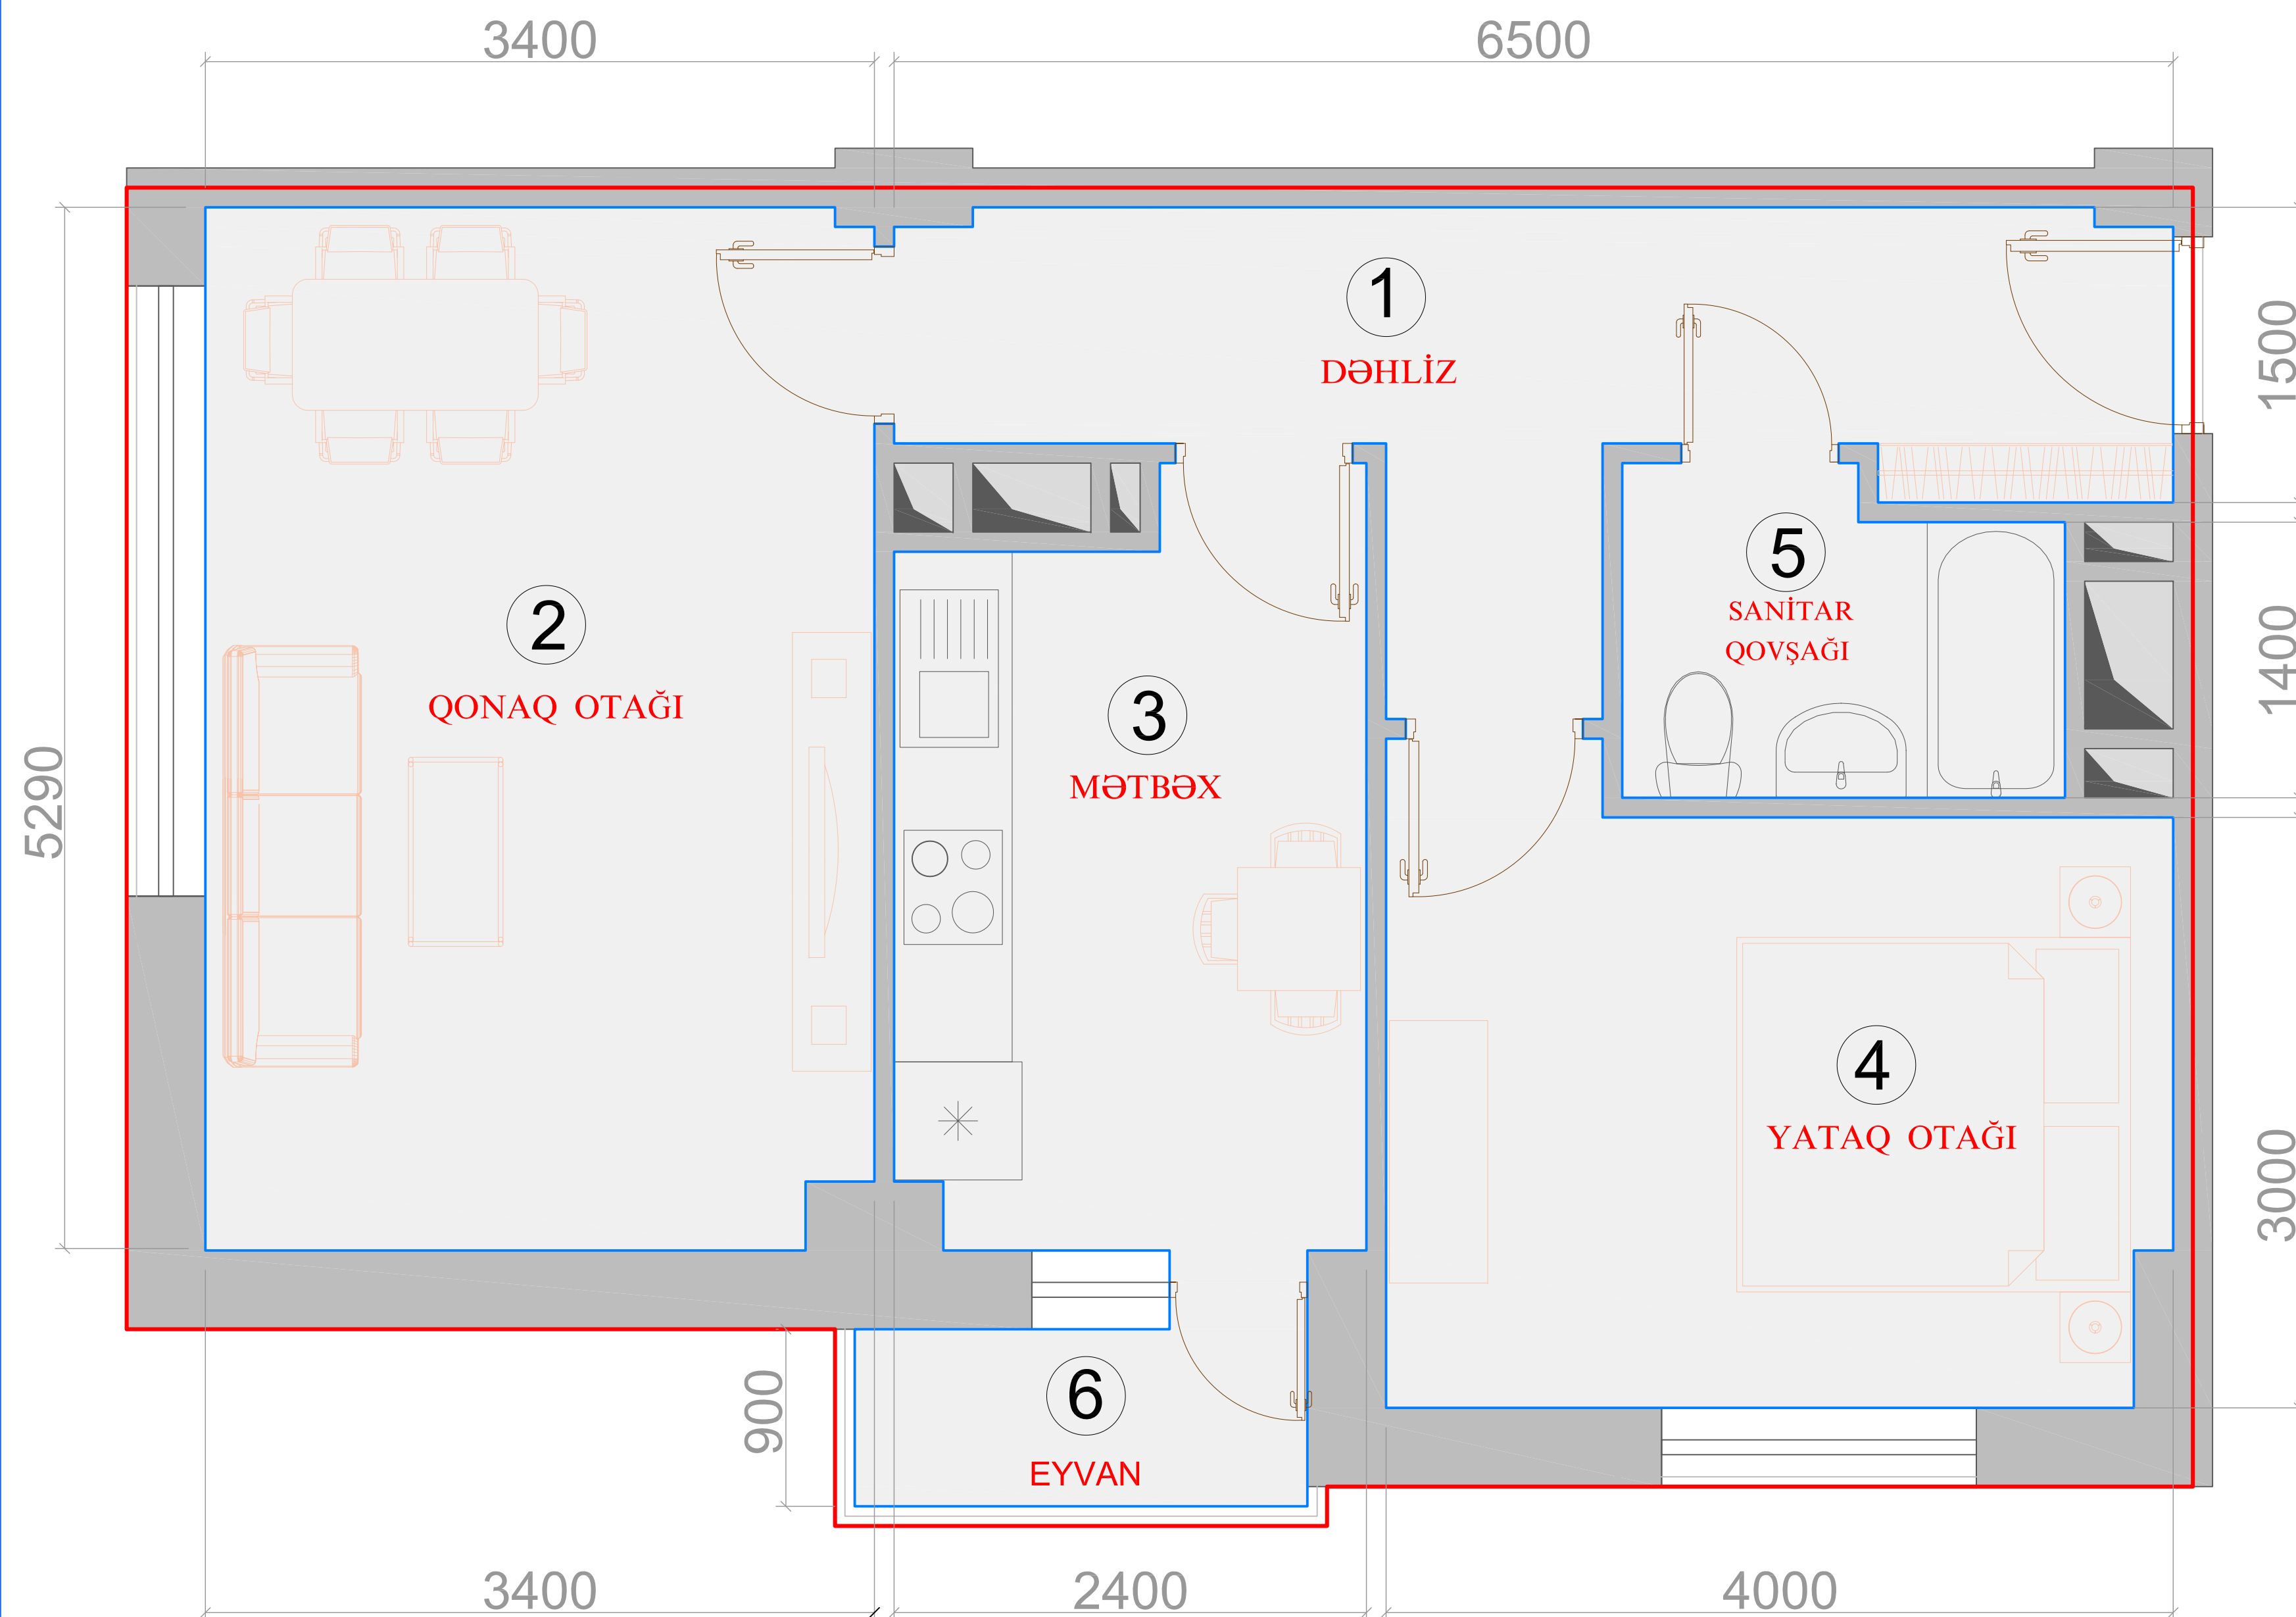 3400
6500
1
DƏHLİZ
1500
2
QONAQ OTAĞI
3
MƏTBƏX
5
SANİTAR
QOVŞAĞI
1400
5290
4
YATAQ OTAĞI
3000
6
EYVAN
900
3400
2400
4000